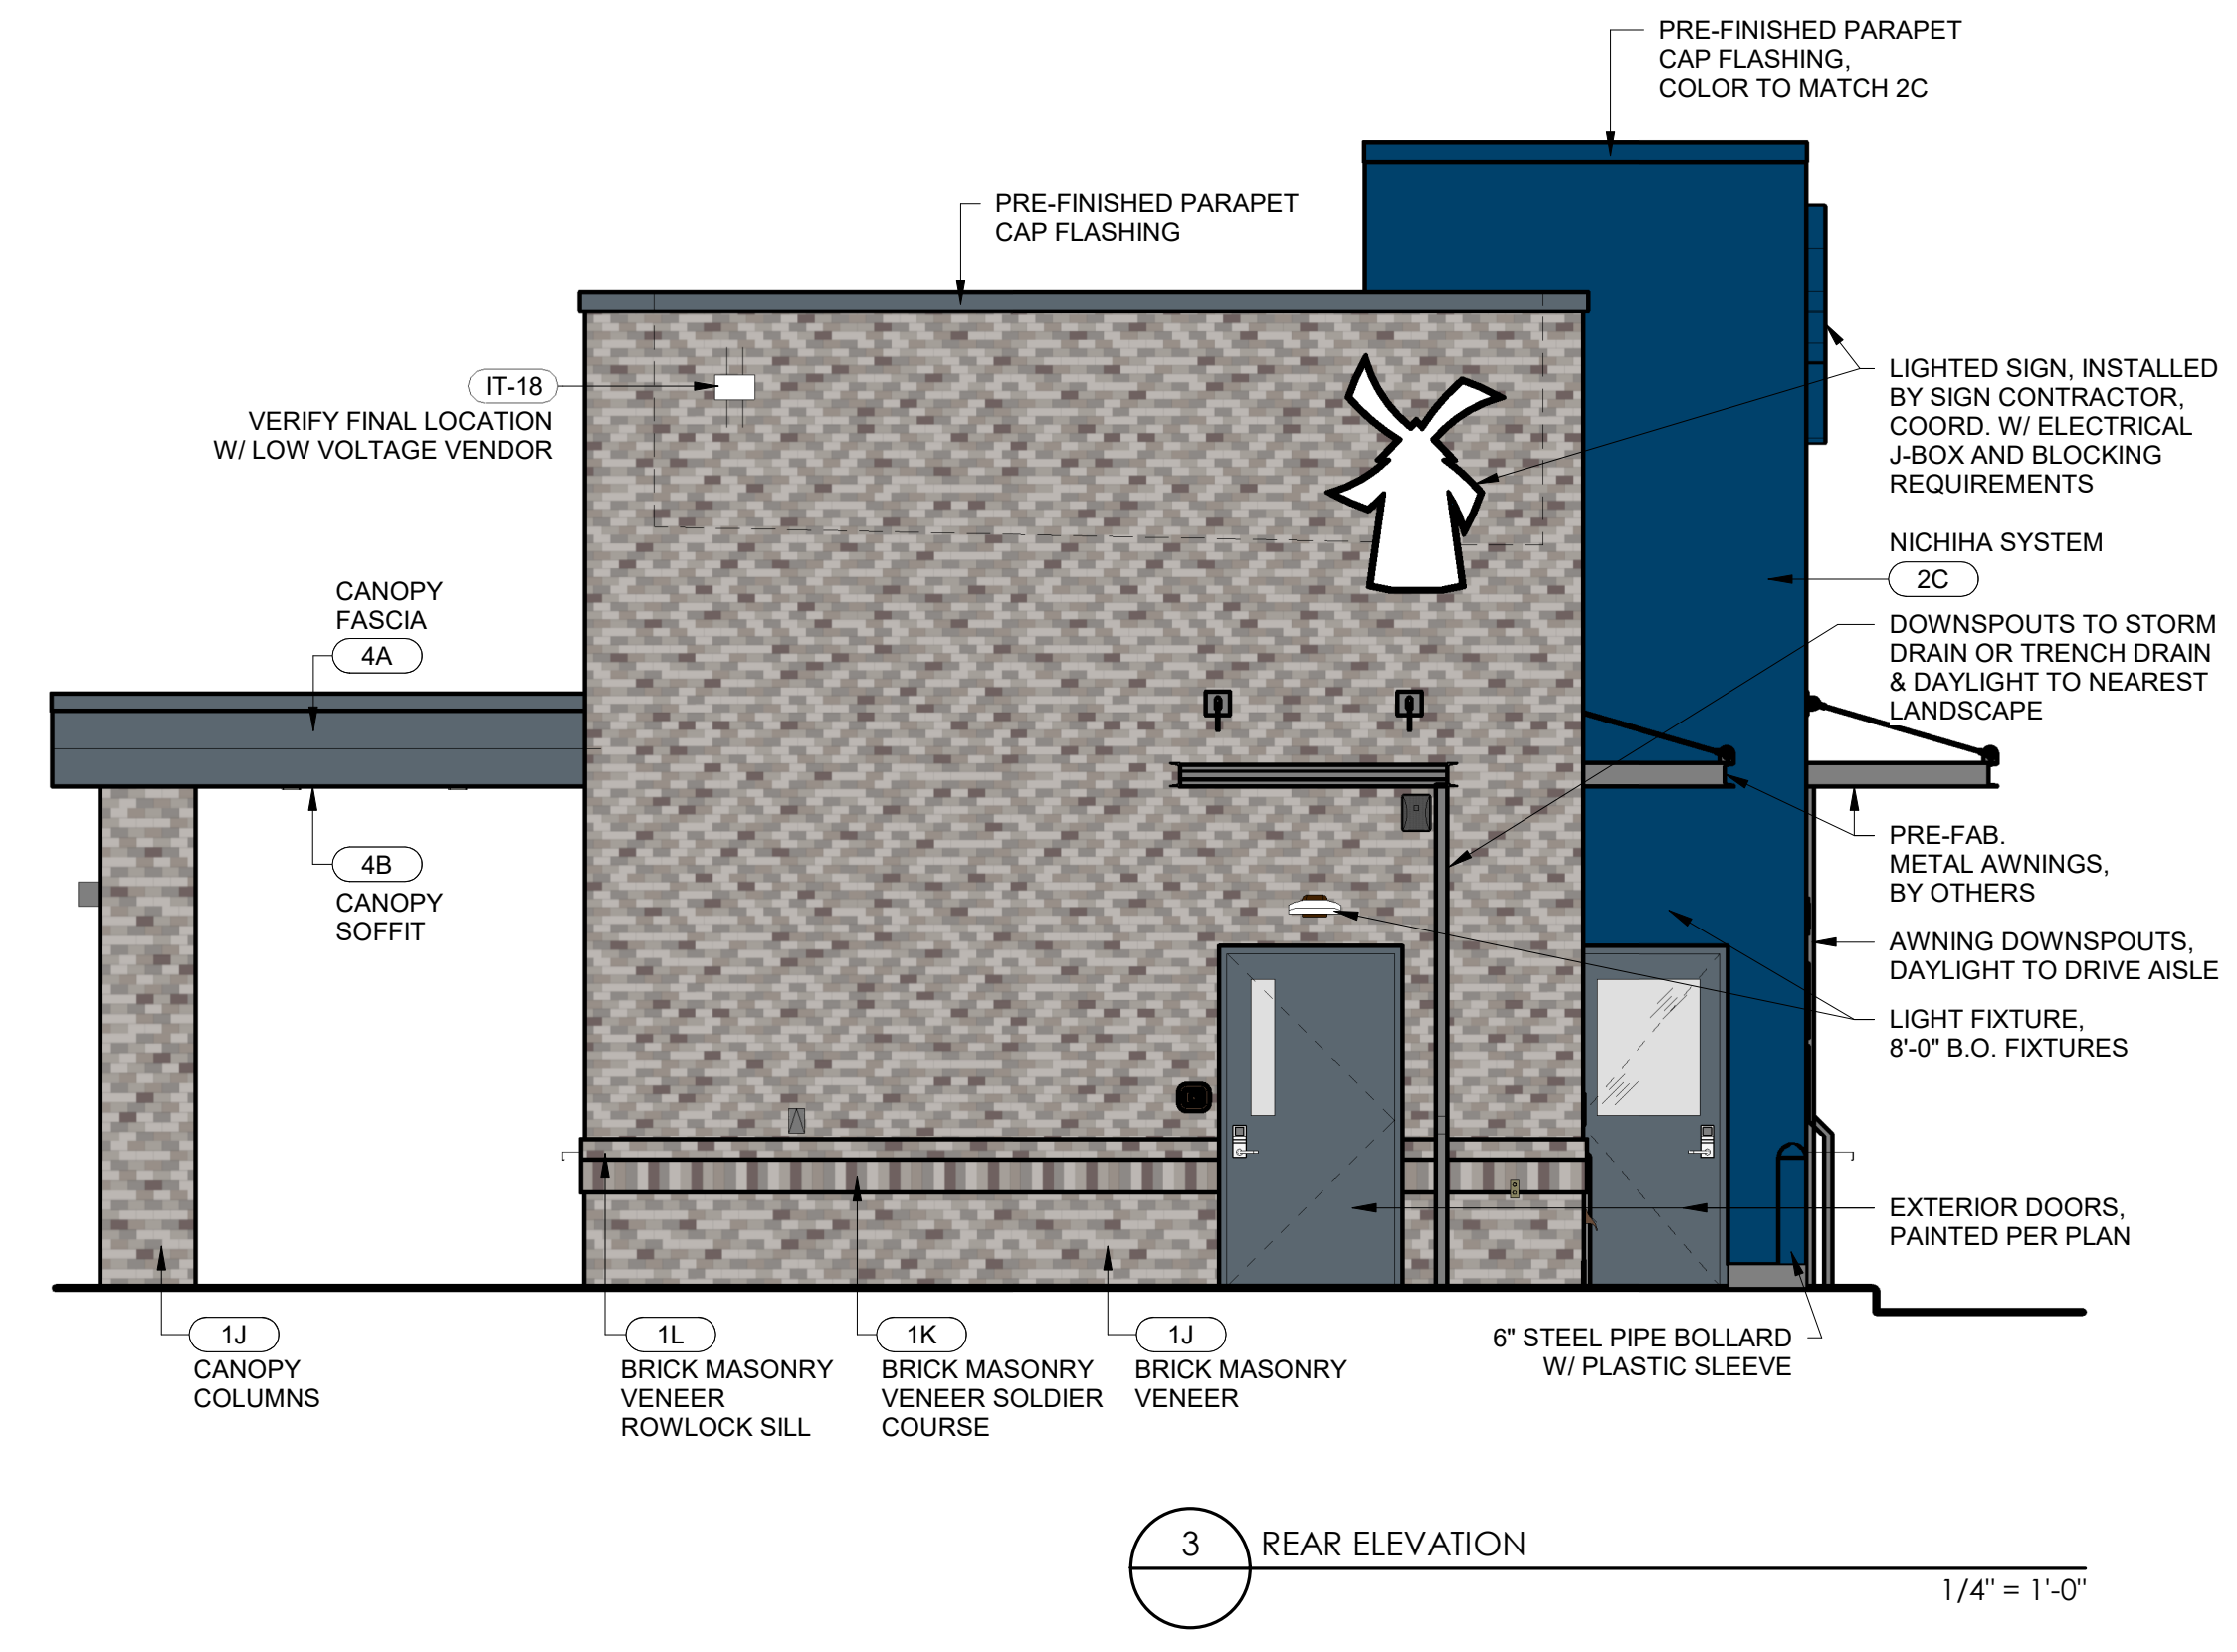 PRE-FINISHED PARAPET
CAP FLASHING,
COLOR TO MATCH 2C
PRE-FINISHED PARAPET
CAP FLASHING
IT-18
VERIFY FINAL LOCATION
W/ LOW VOLTAGE VENDOR
LIGHTED SIGN, INSTALLED
BY SIGN CONTRACTOR,
COORD. W/ ELECTRICAL
J-BOX AND BLOCKING
REQUIREMENTS
NICHIHA SYSTEM
2C
CANOPY
FASCIA
4A
DOWNSPOUTS TO STORM
DRAIN OR TRENCH DRAIN
& DAYLIGHT TO NEAREST
LANDSCAPE
4B
CANOPY
SOFFIT
PRE-FAB.
METAL AWNINGS,
BY OTHERS
AWNING DOWNSPOUTS,
DAYLIGHT TO DRIVE AISLE
LIGHT FIXTURE,
8'-0" B.O. FIXTURES
EXTERIOR DOORS,
PAINTED PER PLAN
1J
CANOPY
COLUMNS
1L
BRICK MASONRY
VENEER
ROWLOCK SILL
1K
BRICK MASONRY
VENEER SOLDIER
COURSE
1J
BRICK MASONRY
VENEER
6" STEEL PIPE BOLLARD
W/ PLASTIC SLEEVE
3
REAR ELEVATION
1/4" = 1'-0"